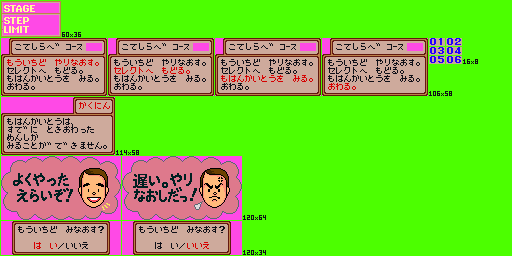 STAGE
STEP
LIMIT
60x36
こてしらべ コース
もういちど やりなおす。
セレクトへ もどる。
もはんかいとうを みる。
おわる。
こてしらべ コース
もういちど やりなおす。
セレクトへ もどる。
もはんかいとうを みる。
おわる。
こてしらべ コース
もういちど やりなおす。
セレクトへ もどる。
もはんかいとうを みる。
おわる。
こてしらべ コース
もういちど やりなおす。
セレクトへ もどる。
もはんかいとうを みる。
おわる。
106x58
01 02
03 04
05 06
16x8
かくにん
もはんかいとうは、
すでに ときおわった
めんしか
みることができません。
114x58
よくやった
えらいぞ!
遅い。やり
なおしだっ!
120x64
もういちど みなおす?
は い/いいえ
もういちど みなおす?
は い/いいえ
120x34